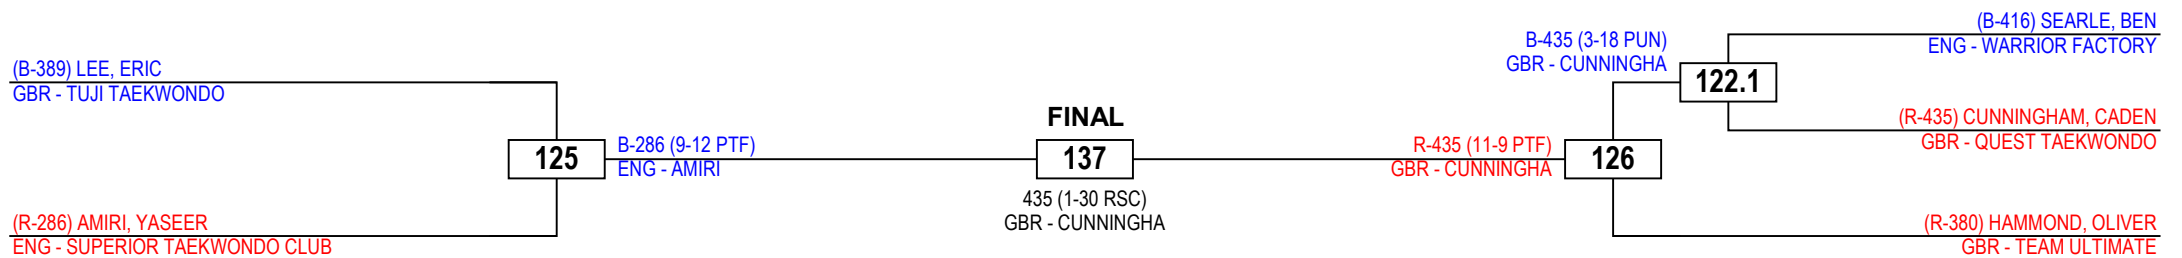 (B-389) LEE, ERIC
GBR - TUJI TAEKWONDO
(R-286) AMIRI, YASEER
ENG - SUPERIOR TAEKWONDO CLUB
125
B-286 (9-12 PTF)
ENG - AMIRI
FINAL
137
435 (1-30 RSC)
GBR - CUNNINGHA
R-435 (11-9 PTF)
GBR - CUNNINGHA
126
B-435 (3-18 PUN)
GBR - CUNNINGHA
122.1
(B-416) SEARLE, BEN
ENG - WARRIOR FACTORY
(R-435) CUNNINGHAM, CADEN
GBR - QUEST TAEKWONDO
(R-380) HAMMOND, OLIVER
GBR - TEAM ULTIMATE